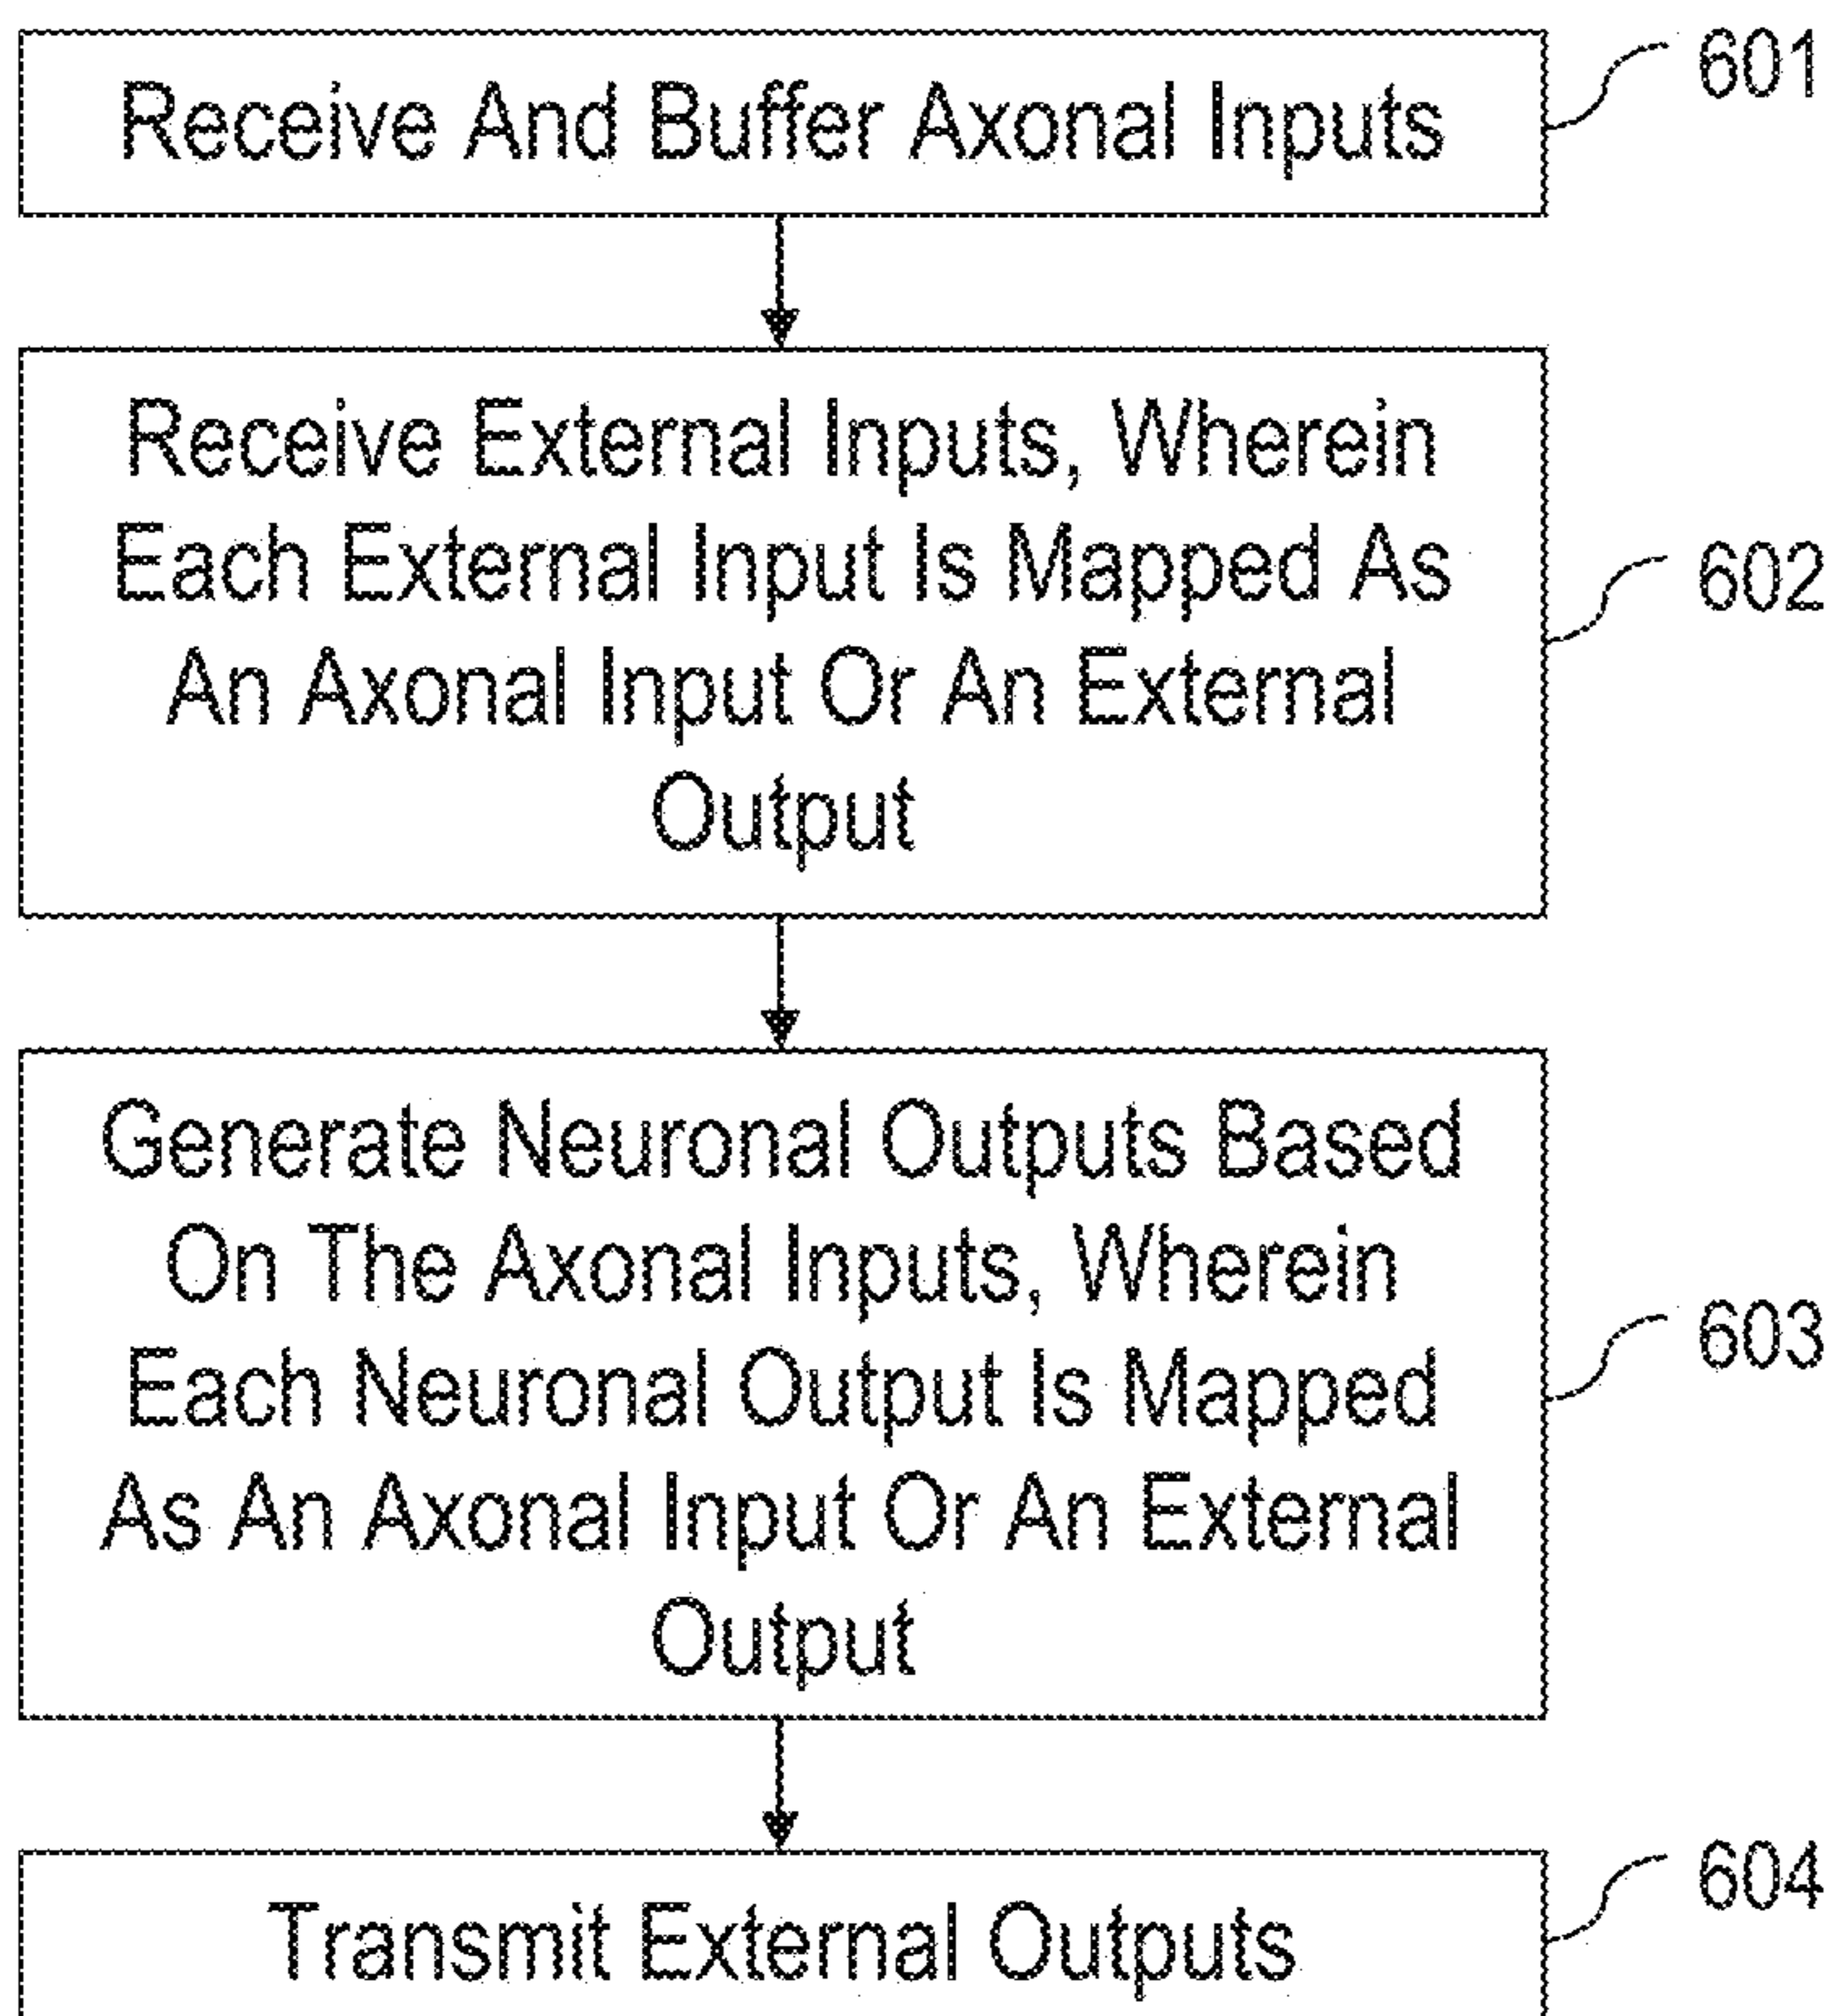 Receive And Buffer Axonal Inputs
601
Receive External Inputs, Wherein
Each External Input Is Mapped As
An Axonal Input Or An External
Output
602
Generate Neuronal Outputs Based
On The Axonal Inputs, Wherein
Each Neuronal Output Is Mapped
As An Axonal Input Or An External
Output
603
Transmit External Outputs
604